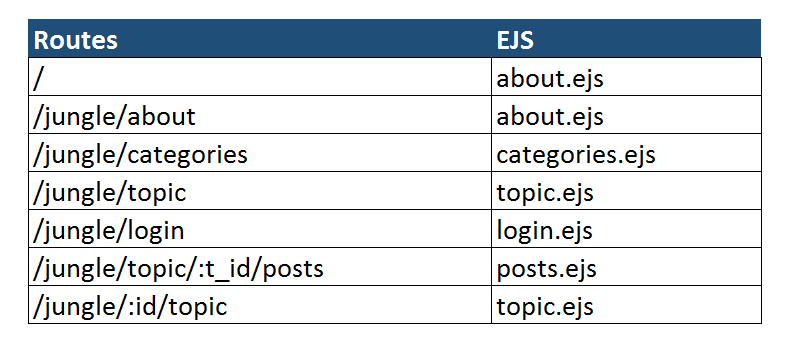 Routes EJS
/ about.ejs
/jungle/about about.ejs
/jungle/categories categories.ejs
/jungle/topic topic.ejs
/jungle/login login.ejs
/jungle/topic/:t_id/posts posts.ejs
/jungle/:id/topic topic.ejs